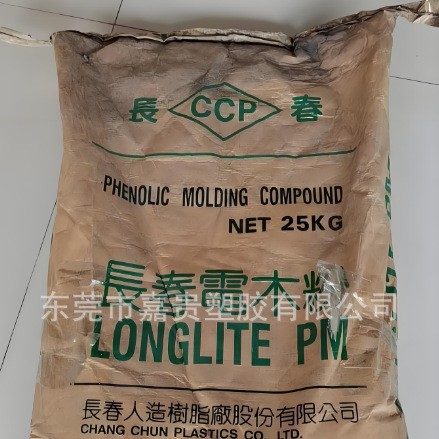 長 CCP 春
PHENOLIC MOLDING COMPOUND
NET 25KG
長春電木粉
东莞市嘉贵塑胶有限公司
LONGLITE PM
長春人造樹脂廠股份有限公司
CHANG CHUN PLASTICS CO. LTD.